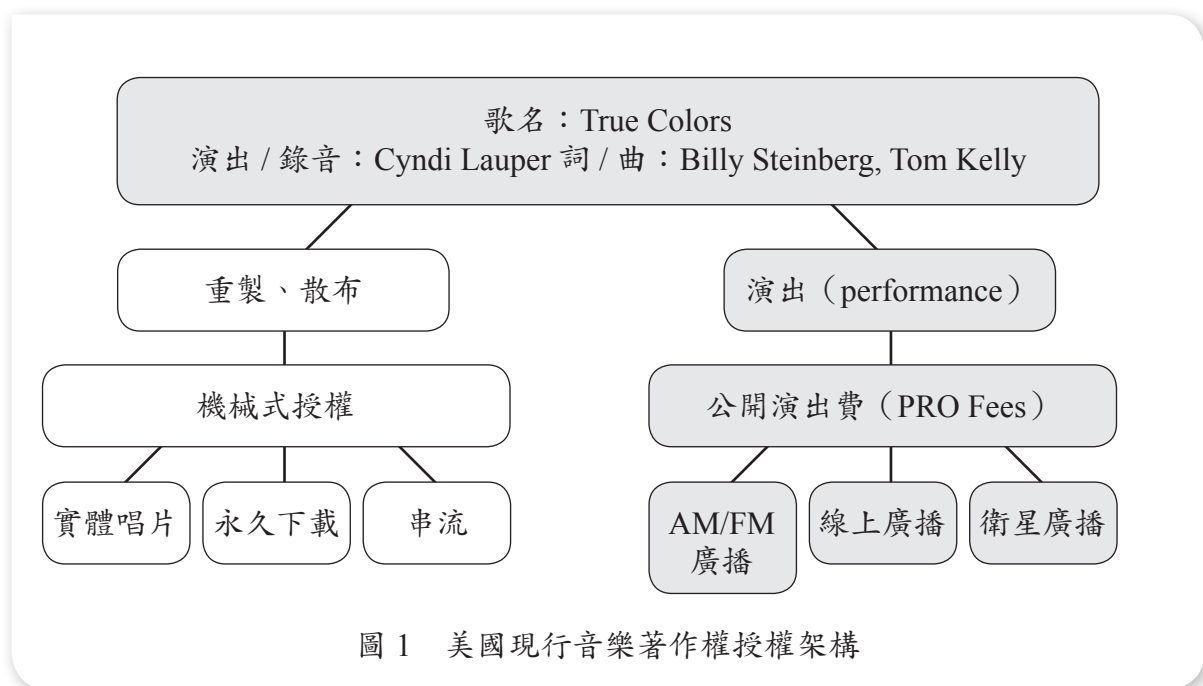 歌名：True Colors
演出 / 錄音：Cyndi Lauper 詞 / 曲：Billy Steinberg, Tom Kelly
重製、散布
演出（performance）
機械式授權
公開演出費（PRO Fees）
實體唱片
永久下載
串流
AM/FM
廣播
線上廣播
衛星廣播
圖 1　美國現行音樂著作權授權架構